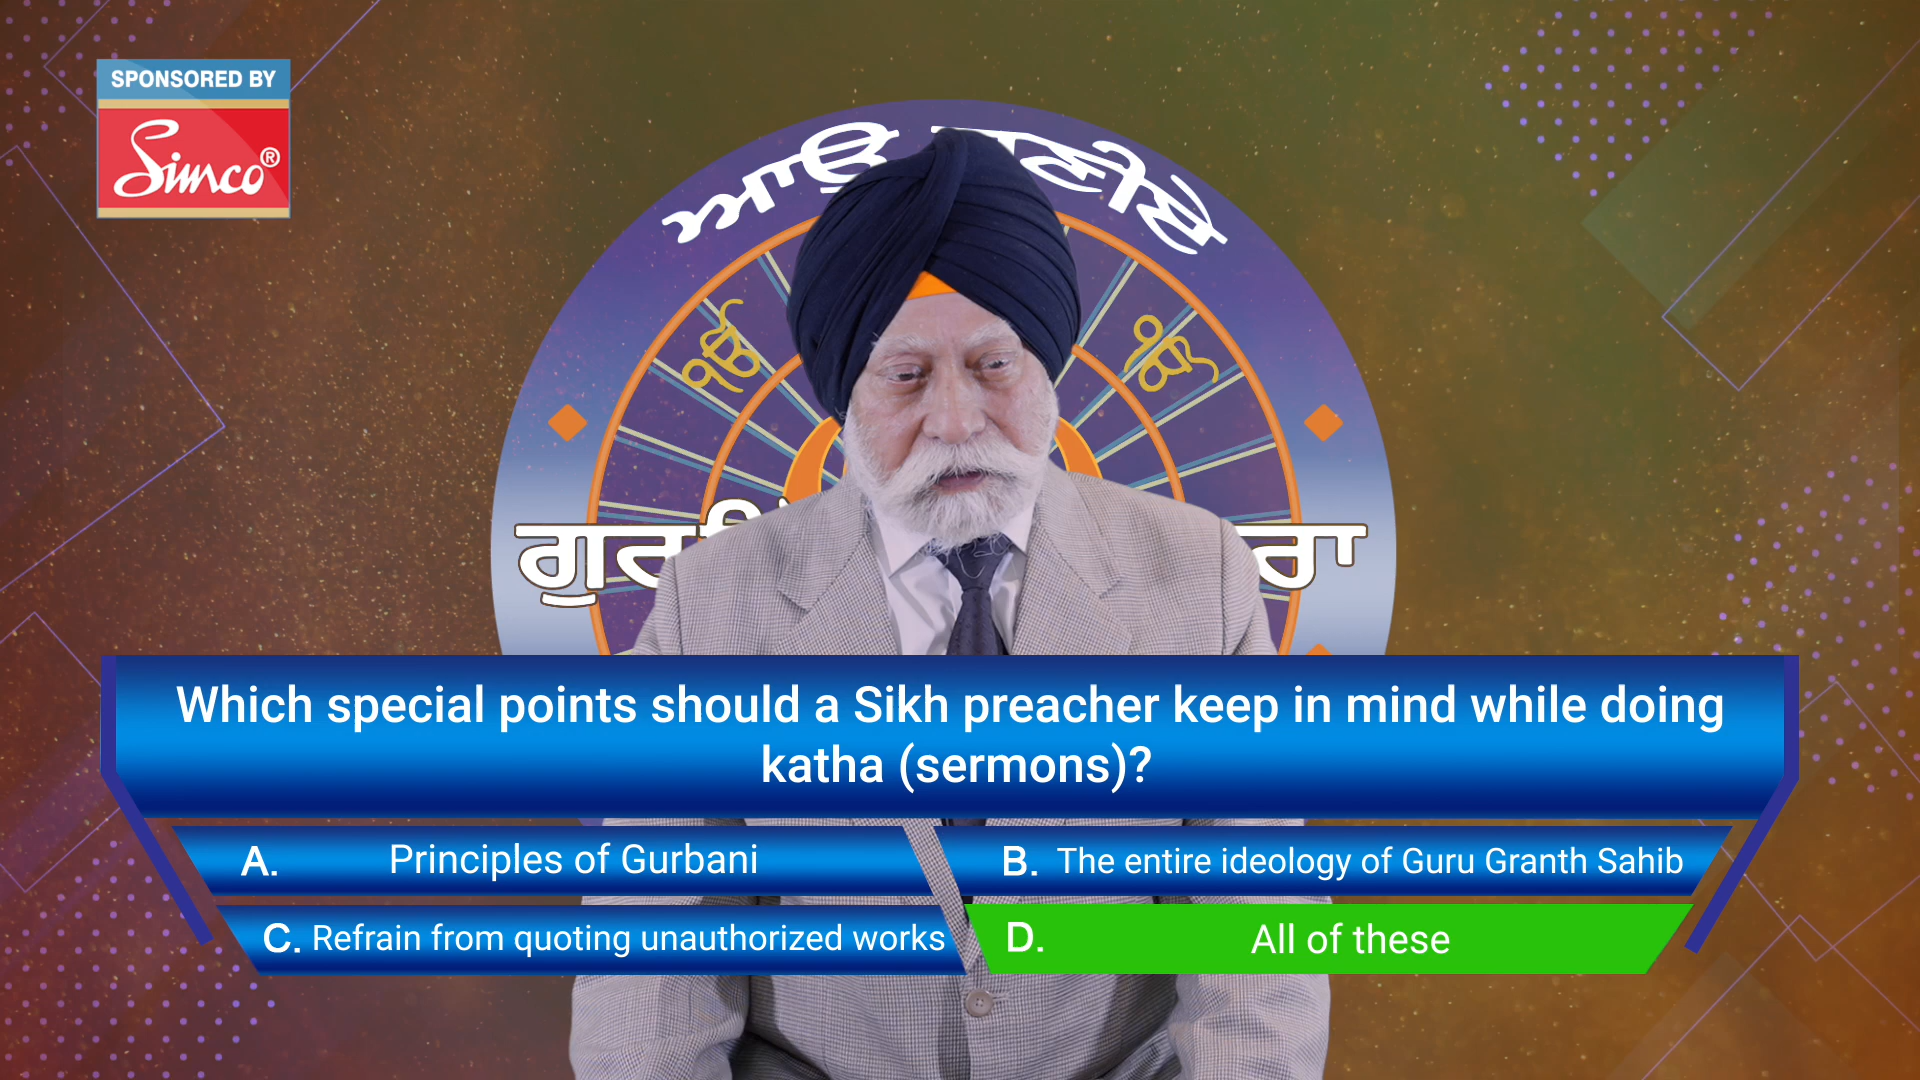 SPONSORED BY
Simco®
ਆਉ
Which special points should a Sikh preacher keep in mind while doing
katha (sermons)?
A. Principles of Gurbani
B. The entire ideology of Guru Granth Sahib
C. Refrain from quoting unauthorized works
D. All of these